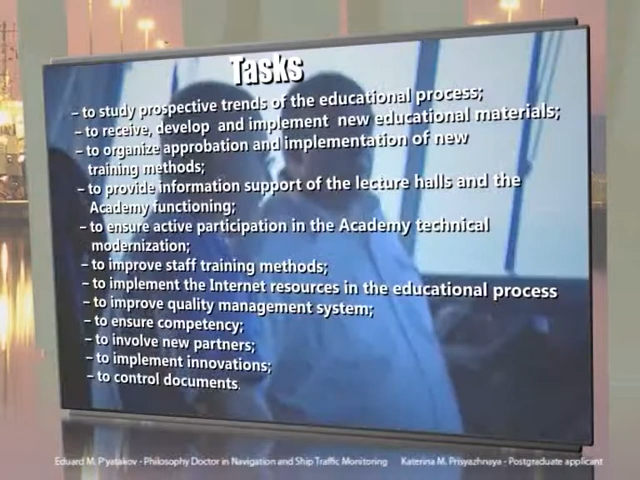 Tasks
– to study prospective trends of the educational process;
– to receive, develop and implement new educational materials;
– to organize approbation and implementation of new
training methods;
– to provide information support of the lecture halls and the
Academy functioning;
– to ensure active participation in the Academy technical
modernization;
– to improve staff training methods;
– to implement the Internet resources in the educational process
– to improve quality management system;
– to ensure competency;
– to involve new partners;
– to implement innovations;
– to control documents.
Eduard M. P'yatakov - Philosophy Doctor in Navigation and Ship Traffic Monitoring Katerina M. Prisyazhnaya - Postgraduate applicant